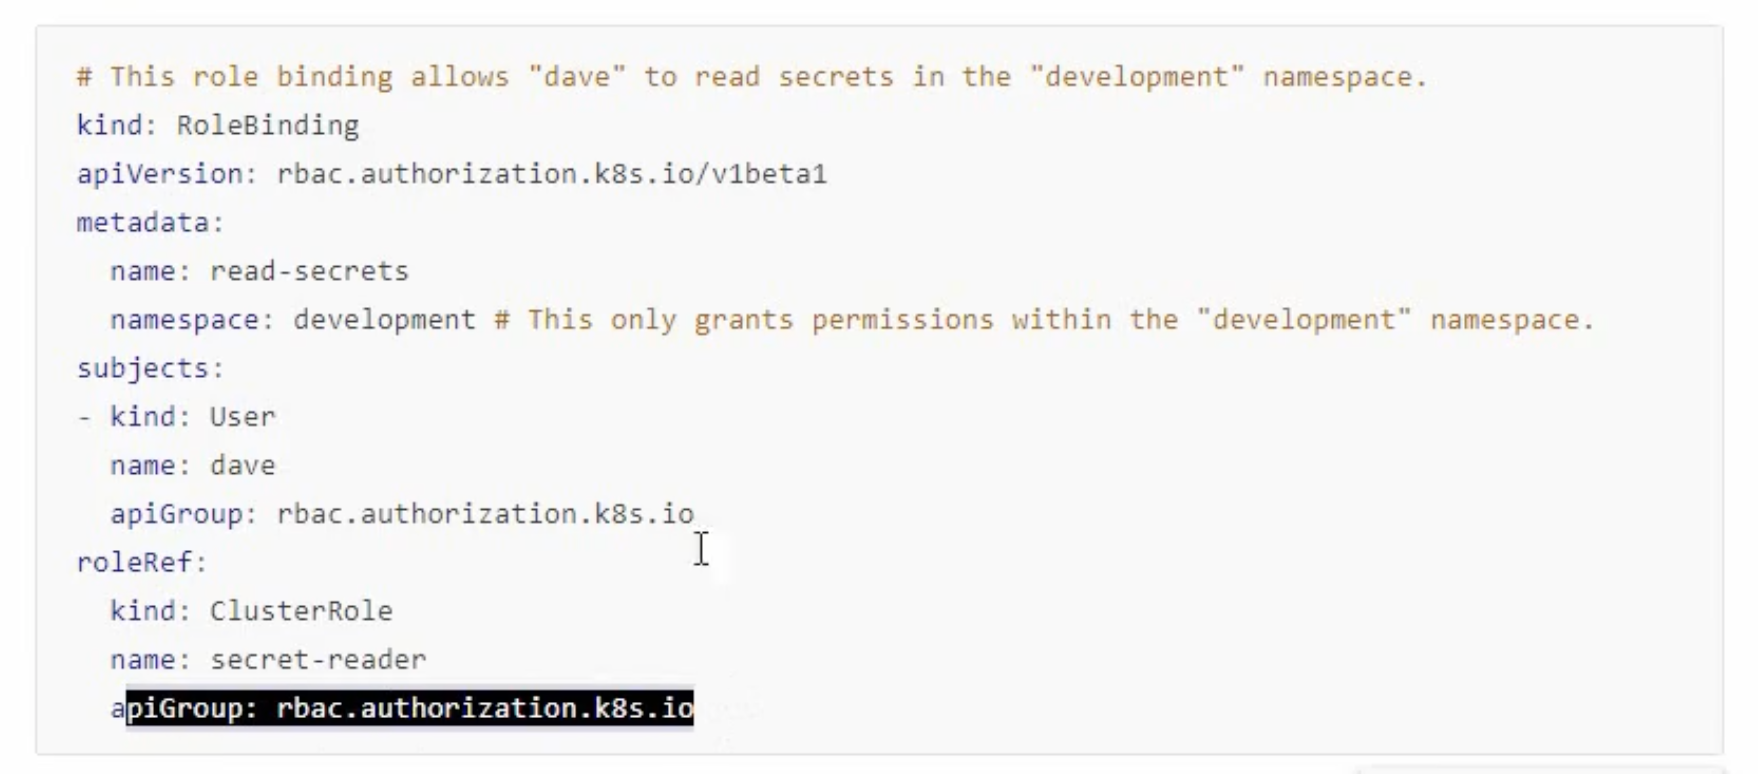 # This role binding allows "dave" to read secrets in the "development" namespace.
kind: RoleBinding
apiVersion: rbac.authorization.k8s.io/v1beta1
metadata:
  name: read-secrets
  namespace: development # This only grants permissions within the "development" namespace.
subjects:
- kind: User
  name: dave
  apiGroup: rbac.authorization.k8s.io
roleRef:
  kind: ClusterRole
  name: secret-reader
  apiGroup: rbac.authorization.k8s.io